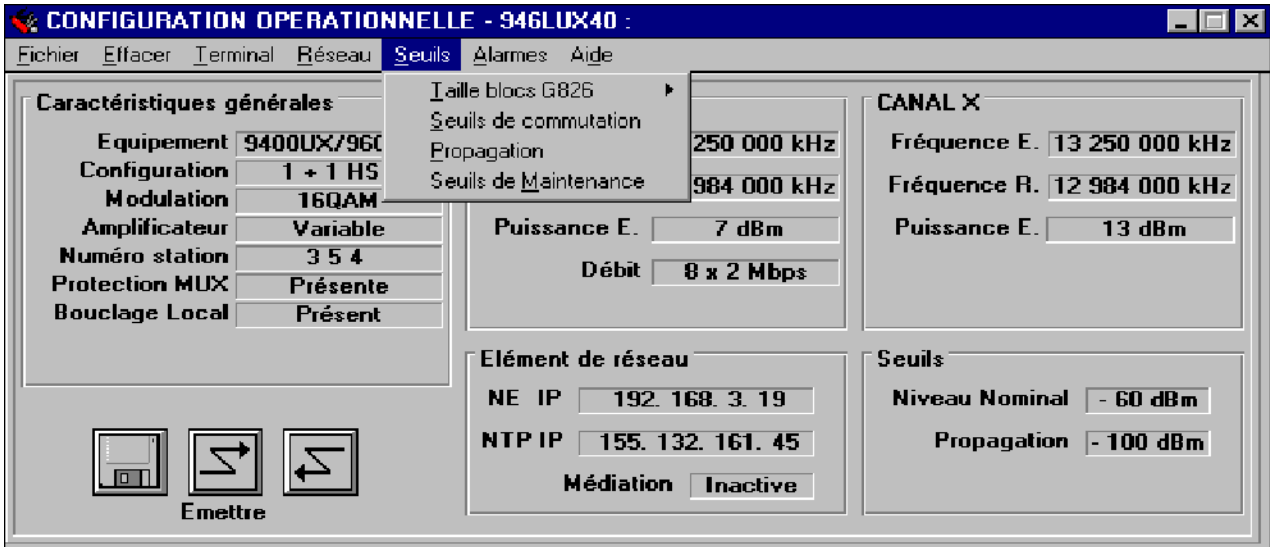 CONFIGURATION OPERATIONNELLE - 946LUX40 :
Fichier Effacer Terminal Réseau Seuils Alarmes Aide
Taille blocs G826
Seuils de commutation
Propagation
Seuils de Maintenance
Caractéristiques générales
Equipement 9400UX/960
Configuration 1 + 1 HS
Modulation 16QAM
Amplificateur Variable
Numéro station 3 5 4
Protection MUX Présente
Bouclage Local Présent
250 000 kHz
984 000 kHz
Puissance E. 7 dBm
Débit 8 x 2 Mbps
CANAL X
Fréquence E. 13 250 000 kHz
Fréquence R. 12 984 000 kHz
Puissance E. 13 dBm
Elément de réseau
NE IP 192. 168. 3. 19
NTP IP 155. 132. 161. 45
Médiation Inactive
Seuils
Niveau Nominal - 60 dBm
Propagation - 100 dBm
Emettre